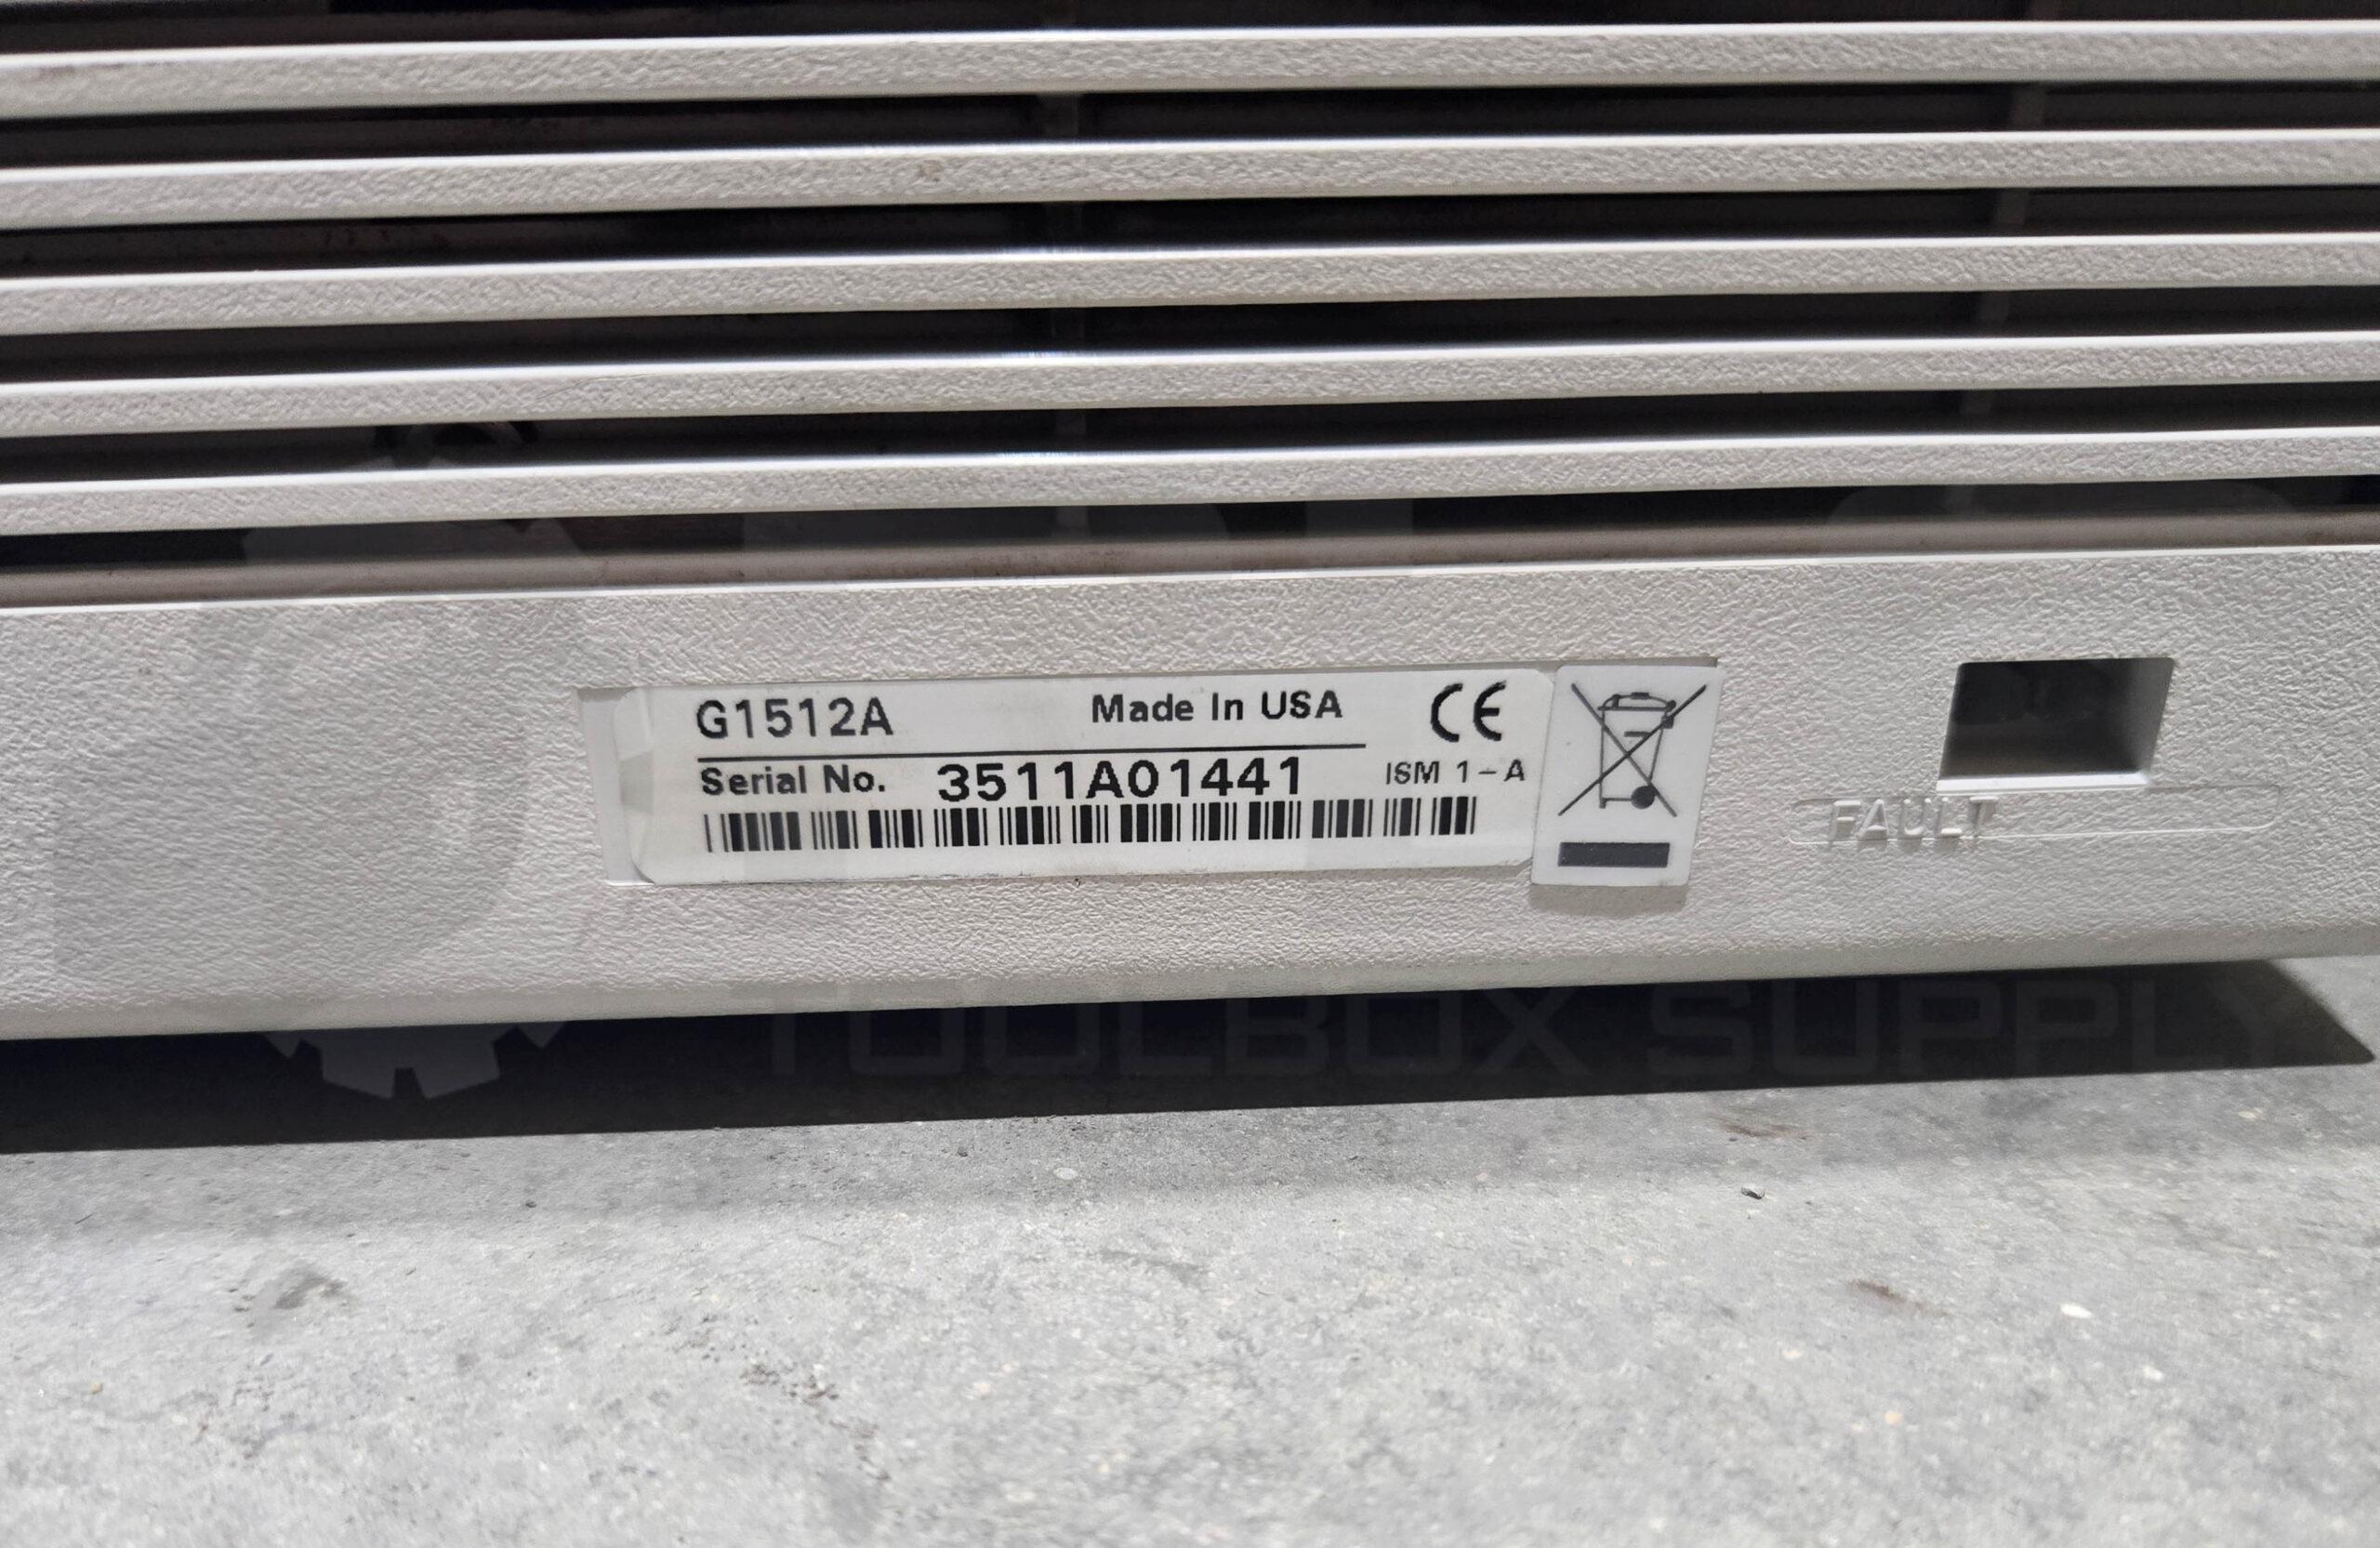 G1512A Made In USA CE
Serial No. 3511A01441 ISM 1-A
FAULT
TOOLBOX SUPPLY